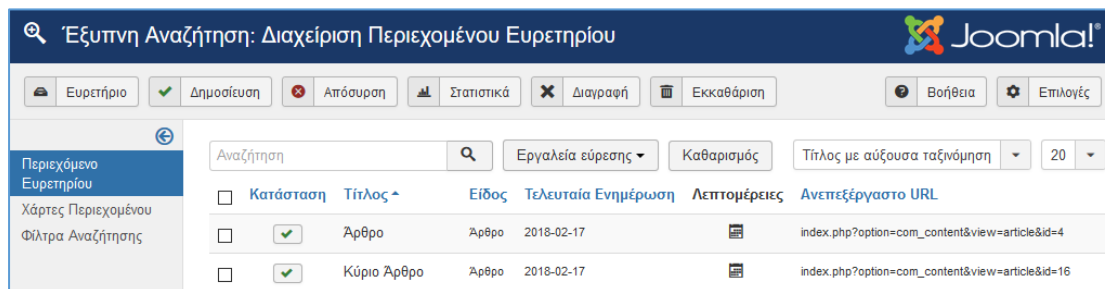 Έξυπνη Αναζήτηση: Διαχείριση Περιεχομένου Ευρετηρίου Joomla!®
Ευρετήριο Δημοσίευση Απόσυρση Στατιστικά Διαγραφή Εκκαθάριση Βοήθεια Επιλογές
Αναζήτηση Εργαλεία εύρεσης Καθαρισμός Τίτλος με αύξουσα ταξινόμηση 20
Περιεχόμενο
Ευρετηρίου
Χάρτες Περιεχομένου
Φίλτρα Αναζήτησης
Κατάσταση Τίτλος Είδος Τελευταία Ενημέρωση Λεπτομέρειες Ανεπεξέργαστο URL
Άρθρο Άρθρο 2018-02-17 index.php?option=com_content&view=article&id=4
Κύριο Άρθρο Άρθρο 2018-02-17 index.php?option=com_content&view=article&id=16